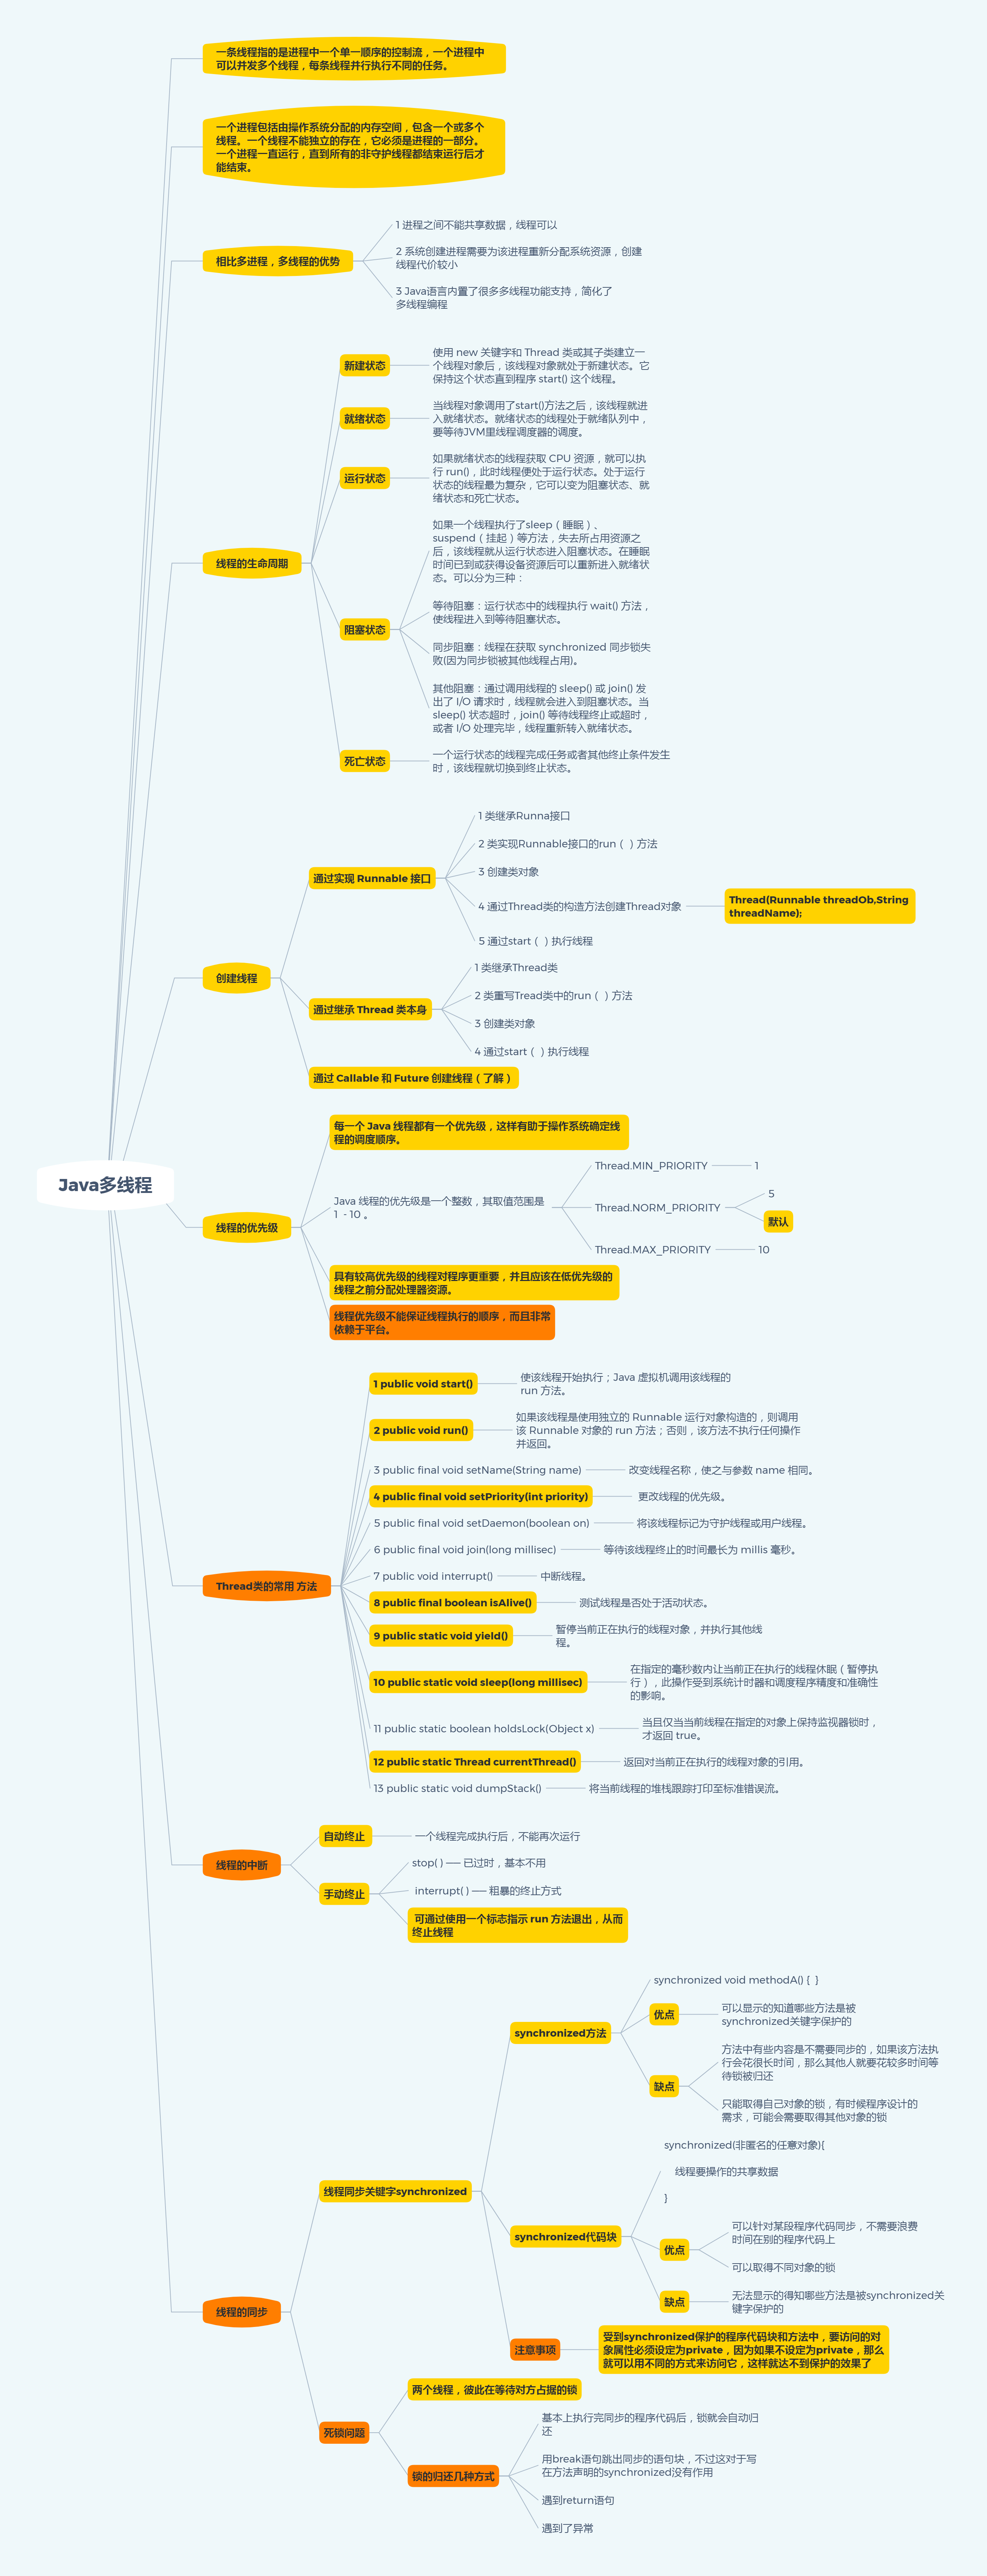 一条线程指的是进程中一个单一顺序的控制流，一个进程中
可以并发多个线程，每条线程并行执行不同的任务。
一个进程包括由操作系统分配的内存空间，包含一个或多个
线程。一个线程不能独立的存在，它必须是进程的一部分。
一个进程一直运行，直到所有的非守护线程都结束运行后才
能结束。
相比多进程，多线程的优势
1 进程之间不能共享数据，线程可以
2 系统创建进程需要为该进程重新分配系统资源，创建
线程代价较小
3 Java语言内置了很多多线程功能支持，简化了
多线程编程
线程的生命周期
新建状态
使用 new 关键字和 Thread 类或其子类建立一
个线程对象后，该线程对象就处于新建状态。它
保持这个状态直到程序 start() 这个线程。
就绪状态
当线程对象调用了start()方法之后，该线程就进
入就绪状态。就绪状态的线程处于就绪队列中，
要等待JVM里线程调度器的调度。
运行状态
如果就绪状态的线程获取 CPU 资源，就可以执
行 run()，此时线程便处于运行状态。处于运行
状态的线程最为复杂，它可以变为阻塞状态、就
绪状态和死亡状态。
阻塞状态
如果一个线程执行了sleep（睡眠）、
suspend（挂起）等方法，失去所占用资源之
后，该线程就从运行状态进入阻塞状态。在睡眠
时间已到或获得设备资源后可以重新进入就绪状
态。可以分为三种：
等待阻塞：运行状态中的线程执行 wait() 方法，
使线程进入到等待阻塞状态。
同步阻塞：线程在获取 synchronized 同步锁失
败(因为同步锁被其他线程占用)。
其他阻塞：通过调用线程的 sleep() 或 join() 发
出了 I/O 请求时，线程就会进入到阻塞状态。当
sleep() 状态超时，join() 等待线程终止或超时，
或者 I/O 处理完毕，线程重新转入就绪状态。
死亡状态
一个运行状态的线程完成任务或者其他终止条件发生
时，该线程就切换到终止状态。
创建线程
通过实现 Runnable 接口
1 类继承Runna接口
2 类实现Runnable接口的run（ ）方法
3 创建类对象
4 通过Thread类的构造方法创建Thread对象
Thread(Runnable threadOb,String
threadName);
5 通过start（ ）执行线程
通过继承 Thread 类本身
1 类继承Thread类
2 类重写Tread类中的run（ ）方法
3 创建类对象
4 通过start（ ）执行线程
通过 Callable 和 Future 创建线程（了解）
Java多线程
线程的优先级
每一个 Java 线程都有一个优先级，这样有助于操作系统确定线
程的调度顺序。
Java 线程的优先级是一个整数，其取值范围是
1 - 10 。
Thread.MIN_PRIORITY
1
Thread.NORM_PRIORITY
5
默认
Thread.MAX_PRIORITY
10
具有较高优先级的线程对程序更重要，并且应该在低优先级的
线程之前分配处理器资源。
线程优先级不能保证线程执行的顺序，而且非常
依赖于平台。
Thread类的常用 方法
1 public void start()
使该线程开始执行；Java 虚拟机调用该线程的
run 方法。
2 public void run()
如果该线程是使用独立的 Runnable 运行对象构造的，则调用
该 Runnable 对象的 run 方法；否则，该方法不执行任何操作
并返回。
3 public final void setName(String name)
改变线程名称，使之与参数 name 相同。
4 public final void setPriority(int priority)
更改线程的优先级。
5 public final void setDaemon(boolean on)
将该线程标记为守护线程或用户线程。
6 public final void join(long millisec)
等待该线程终止的时间最长为 millis 毫秒。
7 public void interrupt()
中断线程。
8 public final boolean isAlive()
测试线程是否处于活动状态。
9 public static void yield()
暂停当前正在执行的线程对象，并执行其他线
程。
10 public static void sleep(long millisec)
在指定的毫秒数内让当前正在执行的线程休眠（暂停执
行），此操作受到系统计时器和调度程序精度和准确性
的影响。
11 public static boolean holdsLock(Object x)
当且仅当当前线程在指定的对象上保持监视器锁时，
才返回 true。
12 public static Thread currentThread()
返回对当前正在执行的线程对象的引用。
13 public static void dumpStack()
将当前线程的堆栈跟踪打印至标准错误流。
线程的中断
自动终止
一个线程完成执行后，不能再次运行
手动终止
stop( ) —— 已过时，基本不用
interrupt( ) —— 粗暴的终止方式
可通过使用一个标志指示 run 方法退出，从而
终止线程
线程的同步
线程同步关键字synchronized
synchronized方法
synchronized void methodA() { }
优点
可以显示的知道哪些方法是被
synchronized关键字保护的
缺点
方法中有些内容是不需要同步的，如果该方法执
行会花很长时间，那么其他人就要花较多时间等
待锁被归还
只能取得自己对象的锁，有时候程序设计的
需求，可能会需要取得其他对象的锁
synchronized代码块
synchronized(非匿名的任意对象){
线程要操作的共享数据
}
优点
可以针对某段程序代码同步，不需要浪费
时间在别的程序代码上
可以取得不同对象的锁
缺点
无法显示的得知哪些方法是被synchronized关
键字保护的
注意事项
受到synchronized保护的程序代码块和方法中，要访问的对
象属性必须设定为private，因为如果不设定为private，那么
就可以用不同的方式来访问它，这样就达不到保护的效果了
死锁问题
两个线程，彼此在等待对方占据的锁
锁的归还几种方式
基本上执行完同步的程序代码后，锁就会自动归
还
用break语句跳出同步的语句块，不过这对于写
在方法声明的synchronized没有作用
遇到return语句
遇到了异常